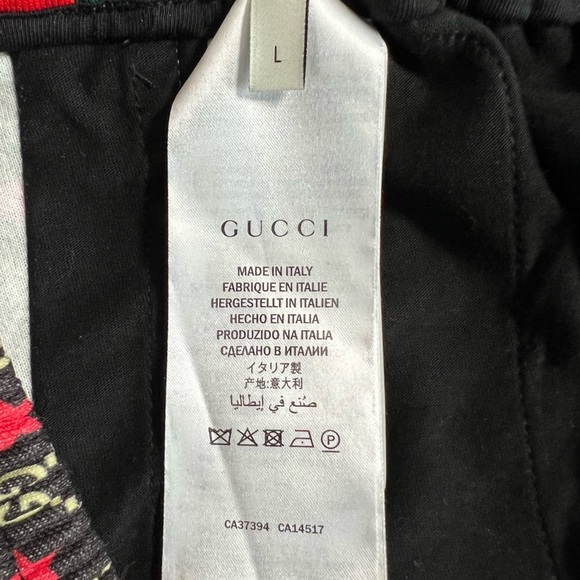 L
GUCCI
MADE IN ITALY
FABRIQUE EN ITALIE
HERGESTELLT IN ITALIEN
HECHO EN ITALIA
PRODUZIDO NA ITALIA
СДЕЛАНО В ИТАЛИИ
イタリア製
产地:意大利
صُنع في إيطاليا
P
CA37394 CA14517